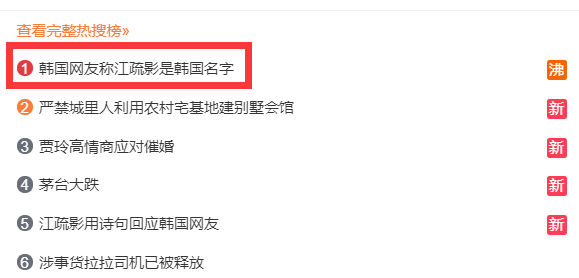 查看完整热搜榜»
1 韩国网友称江疏影是韩国名字 沸
2 严禁城里人利用农村宅基地建别墅会馆 新
3 贾玲高情商应对催婚 新
4 茅台大跌 新
5 江疏影用诗句回应韩国网友 新
6 涉事货拉拉司机已被释放